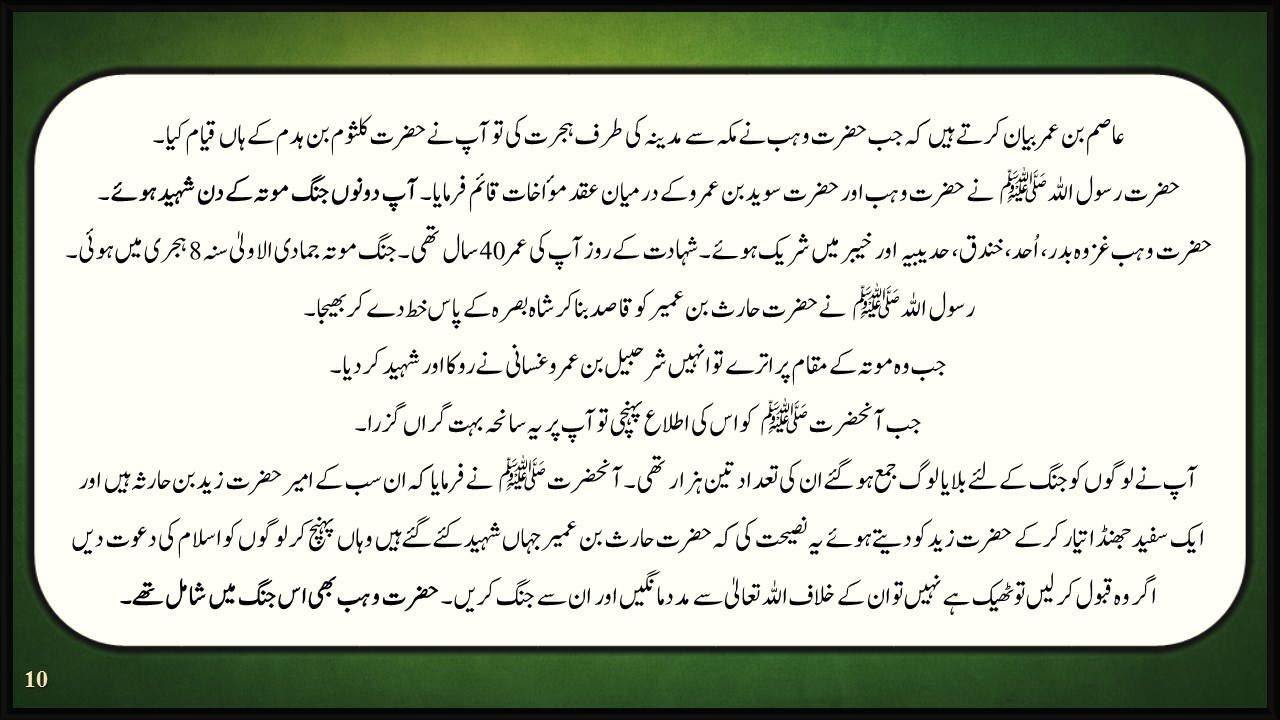 عاصم بن عمر بیان کرتے ہیں کہ جب حضرت وہب نے مکہ سے مدینہ کی طرف ہجرت کی تو آپ نے حضرت کلثوم بن ہدم کے ہاں قیام کیا۔
حضرت رسول اللہ ﷺ نے حضرت وہب اور حضرت سوید بن عمرو کے درمیان عقد مؤاخات قائم فرمایا۔ آپ دونوں جنگ موتہ کے دن شہید ہوئے۔
حضرت وہب غزوہ بدر، اُحد، خندق، حدیبیہ اور خیبر میں شریک ہوئے۔ شہادت کے روز آپ کی عمر 40 سال تھی۔ جنگ موتہ جمادی الاولیٰ سنہ 8 ہجری میں ہوئی۔
رسول اللہ ﷺ نے حضرت حارث بن عمیر کو قاصد بنا کر شاہ بصرہ کے پاس خط دے کر بھیجا۔
جب وہ موتہ کے مقام پر اترے تو انہیں شرحبیل بن عمرو غسانی نے روکا اور شہید کر دیا۔
جب آنحضرت ﷺ کو اس کی اطلاع پہنچی تو آپ پر یہ سانحہ بہت گراں گزرا۔
آپ نے لوگوں کو جنگ کے لئے بلایا لوگ جمع ہو گئے ان کی تعداد تین ہزار تھی۔ آنحضرت ﷺ نے فرمایا کہ ان سب کے امیر حضرت زید بن حارثہ ہیں اور
ایک سفید جھنڈا تیار کر کے حضرت زید کو دیتے ہوئے یہ نصیحت کی کہ حضرت حارث بن عمیر جہاں شہید کئے گئے ہیں وہاں پہنچ کر لوگوں کو اسلام کی دعوت دیں
اگر وہ قبول کر لیں تو ٹھیک ہے نہیں تو ان کے خلاف اللہ تعالیٰ سے مدد مانگیں اور ان سے جنگ کریں۔ حضرت وہب بھی اس جنگ میں شامل تھے۔
10